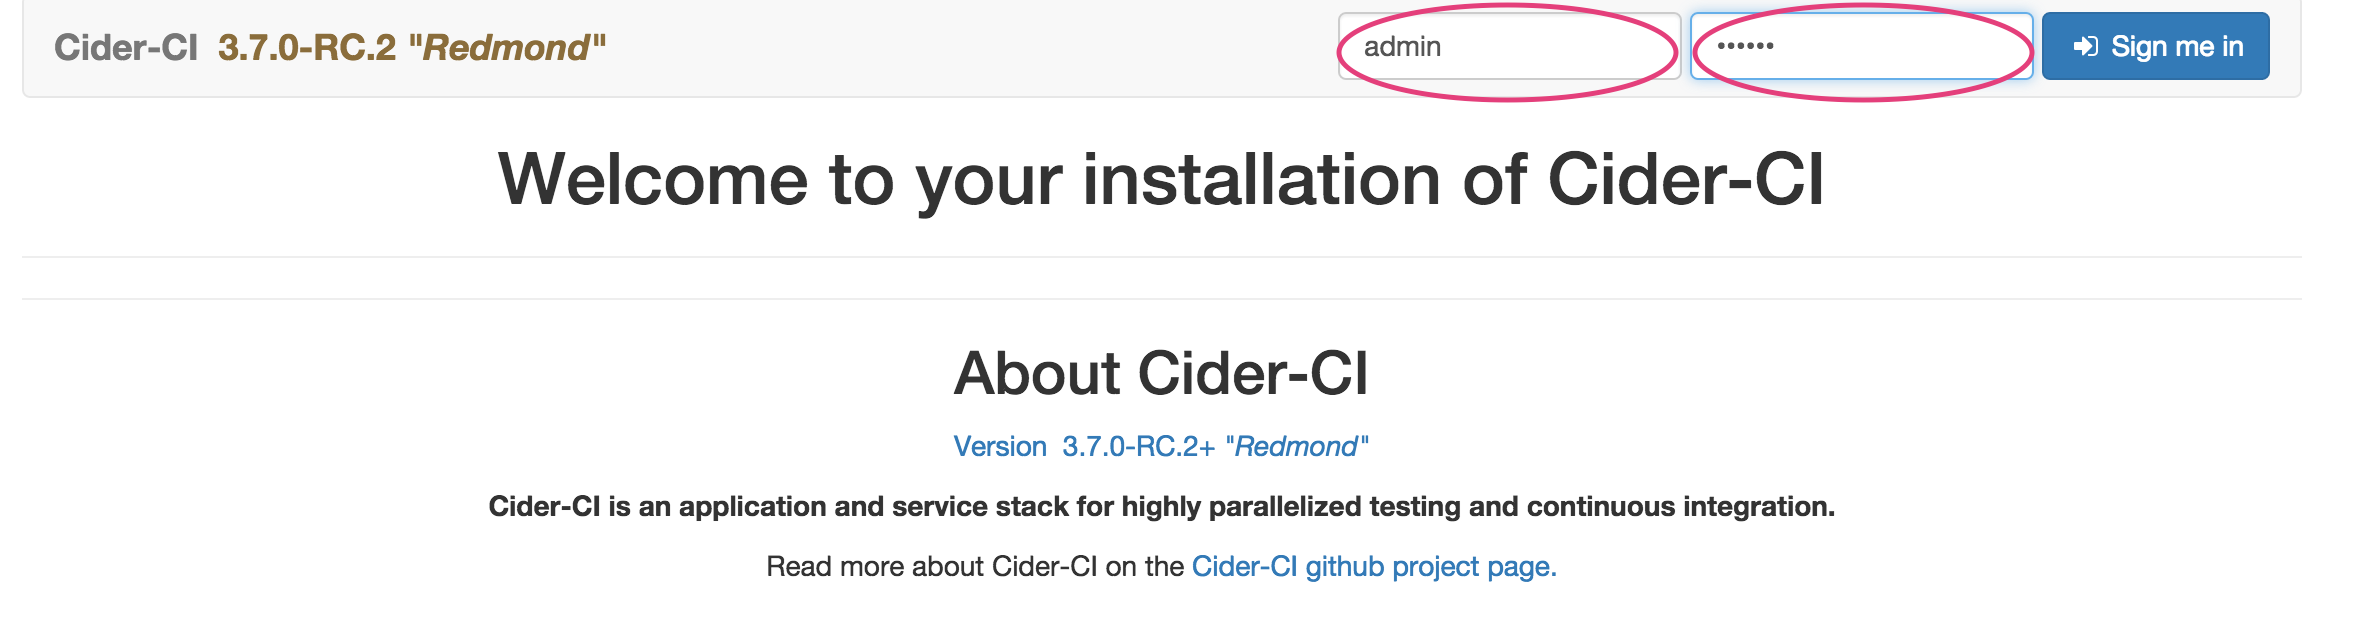 Cider-CI 3.7.0-RC.2 "Redmond" admin •••••• Sign me in
Welcome to your installation of Cider-CI
About Cider-CI
Version 3.7.0-RC.2+ "Redmond"
Cider-CI is an application and service stack for highly parallelized testing and continuous integration.
Read more about Cider-CI on the Cider-CI github project page.